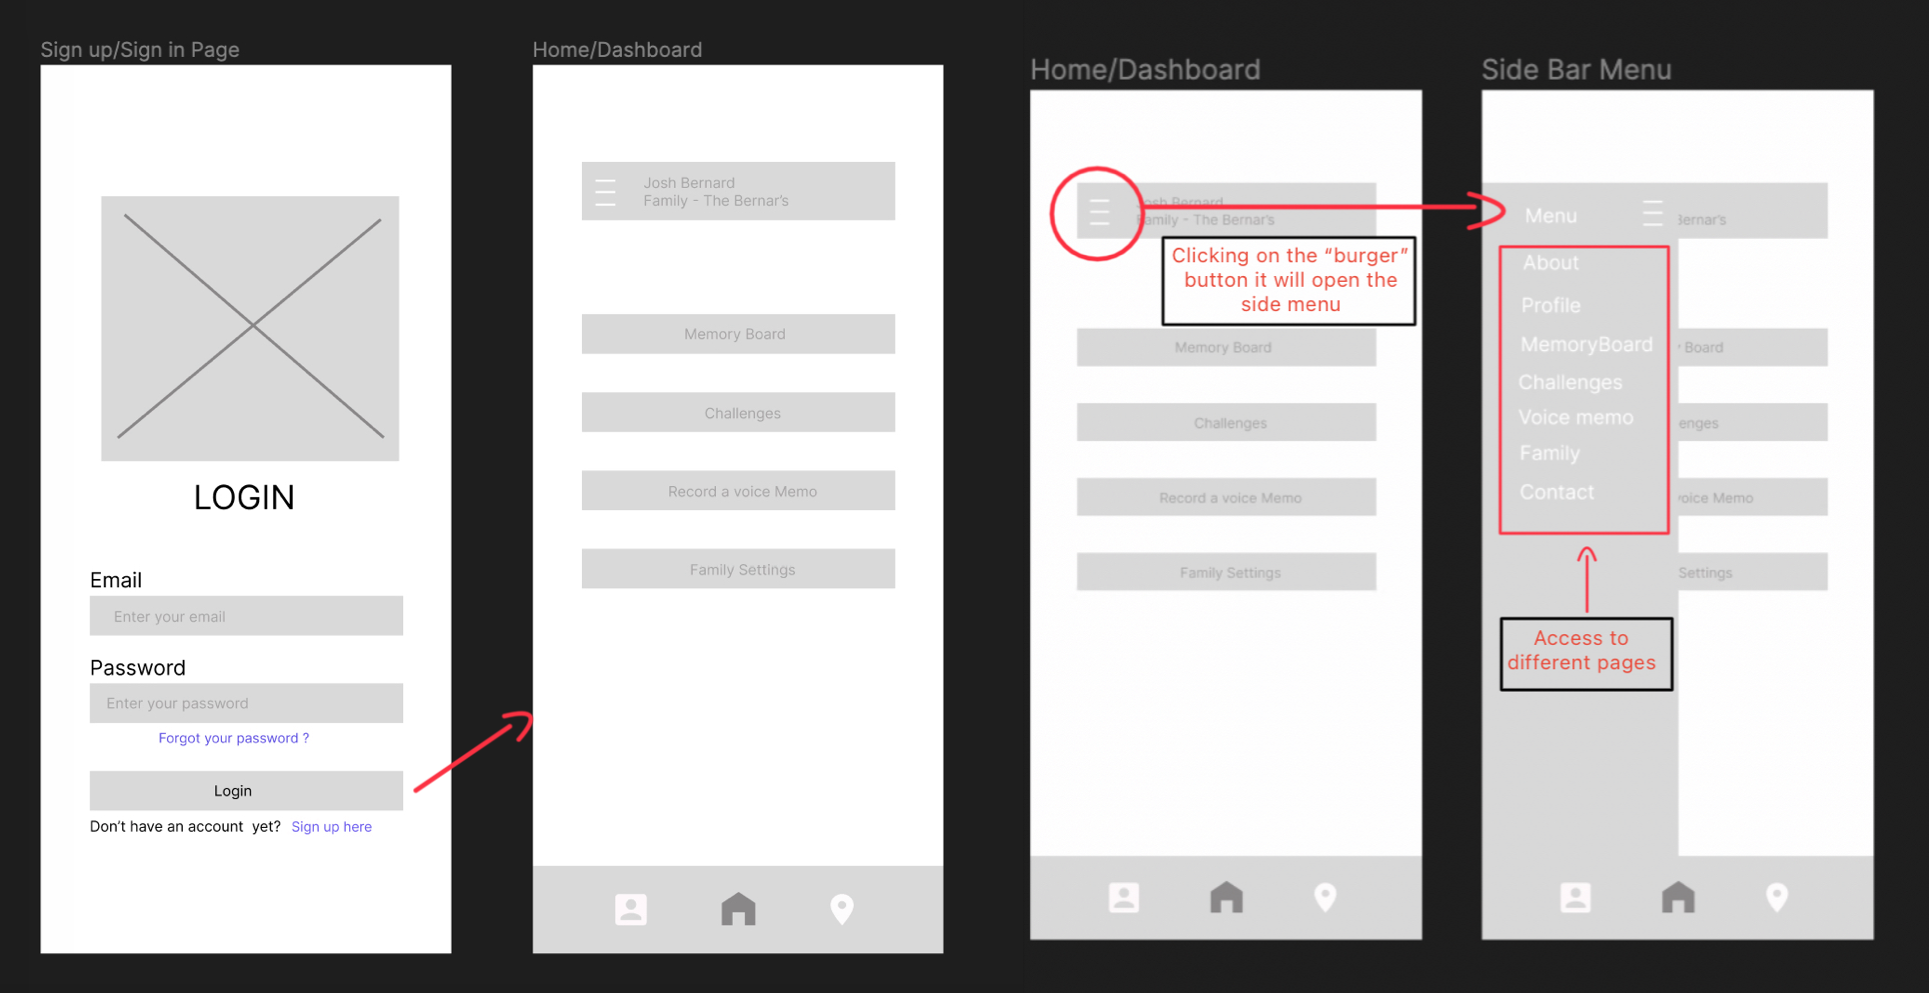 Sign up/Sign in Page
LOGIN
Email
Enter your email
Password
Enter your password
Forgot your password ?
Login
Don't have an account yet? Sign up here
Home/Dashboard
Josh Bernard
Family - The Bernar's
Memory Board
Challenges
Record a voice Memo
Family Settings
Home/Dashboard
Josh Bernard
Family - The Bernar's
Clicking on the “burger”
button it will open the
side menu
Memory Board
Challenges
Record a voice Memo
Family Settings
Side Bar Menu
Menu
Bernar's
About
Profile
MemoryBoard
Board
Challenges
enges
Voice memo
Family
Contact
voice Memo
Settings
Access to
different pages